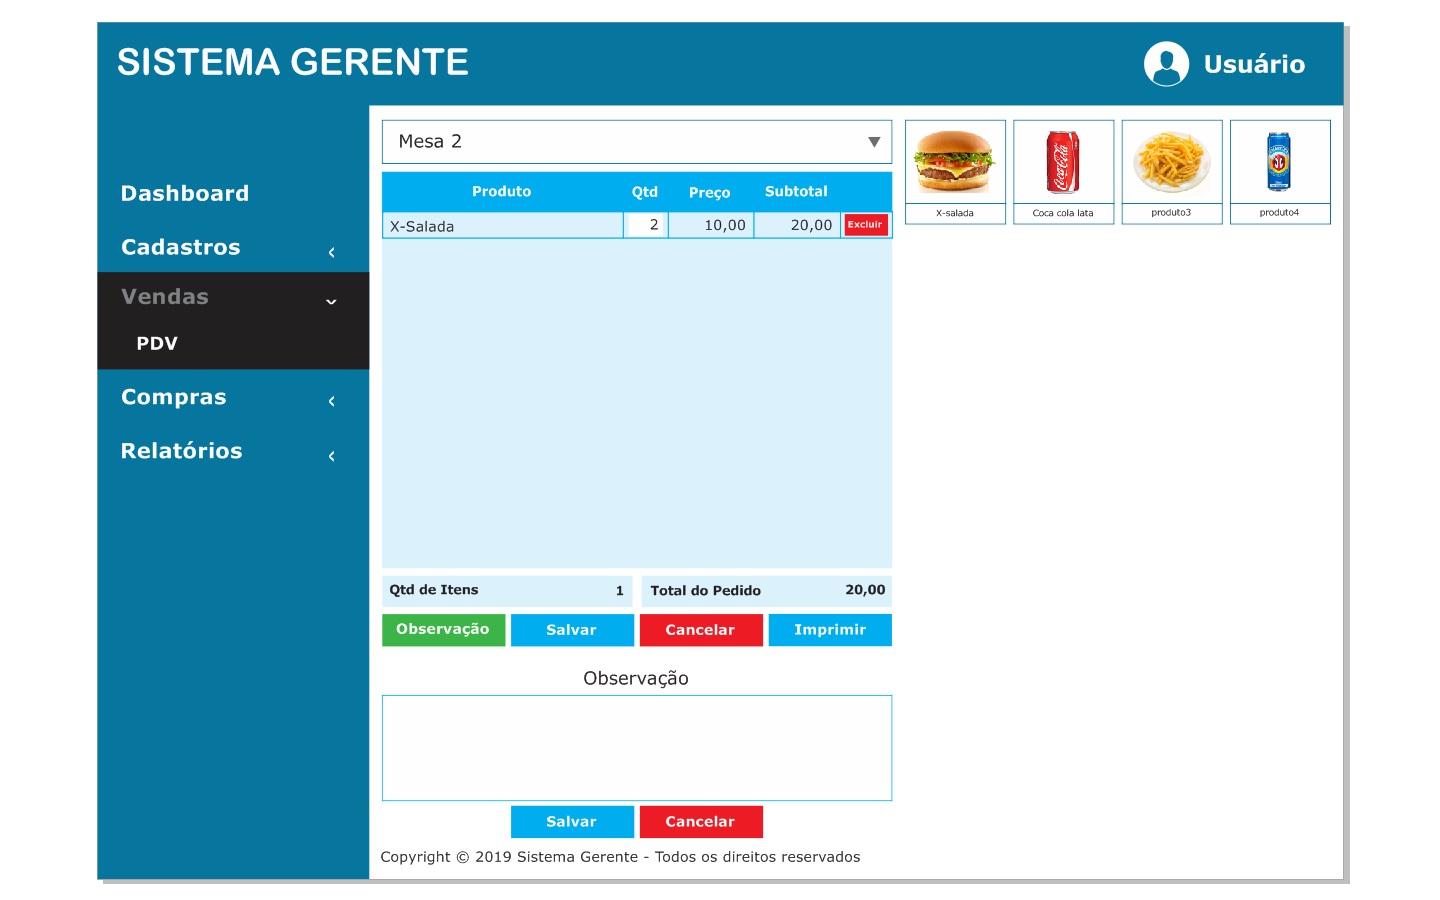 SISTEMA GERENTE
Usuário
Dashboard
Cadastros
Vendas
PDV
Compras
Relatórios
Mesa 2
Produto Qtd Preço Subtotal
X-Salada 2 10,00 20,00 Excluir
Qtd de Itens 1 Total do Pedido 20,00
Observação Salvar Cancelar Imprimir
Observação
Salvar Cancelar
Copyright © 2019 Sistema Gerente - Todos os direitos reservados
Coca-Cola
X-salada Coca cola lata produto3 produto4